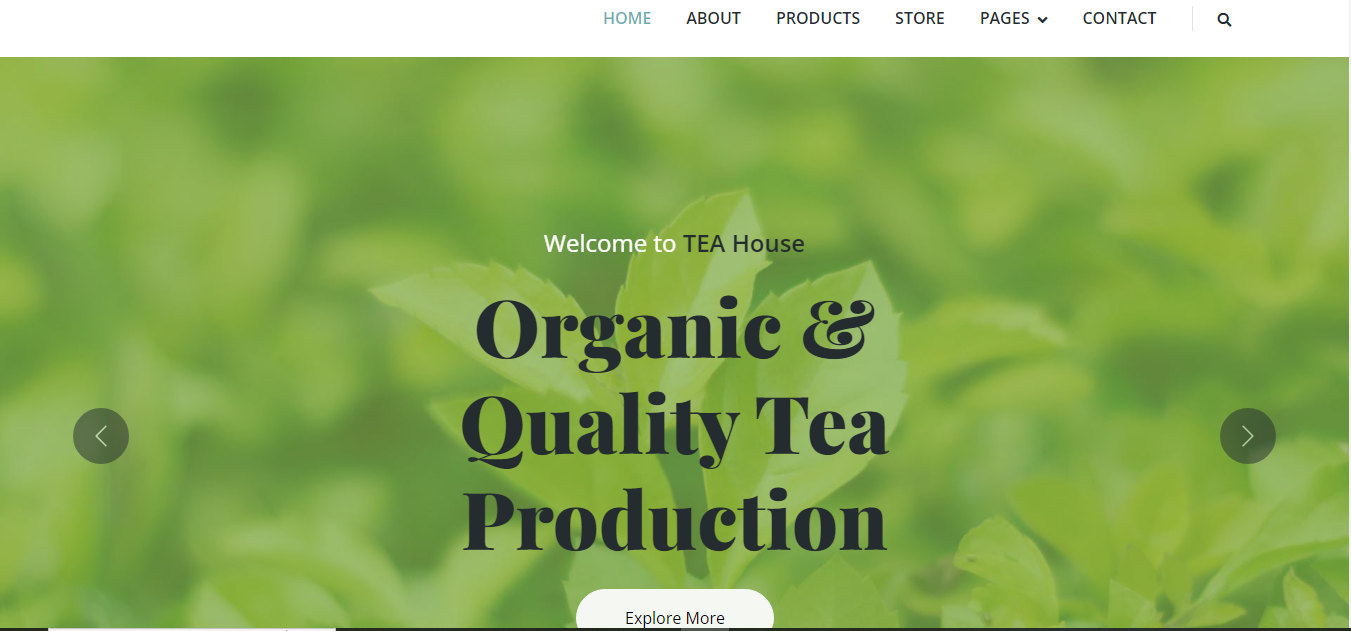 HOME ABOUT PRODUCTS STORE PAGES CONTACT
Welcome to TEA House
Organic &
Quality Tea
Production
Explore More